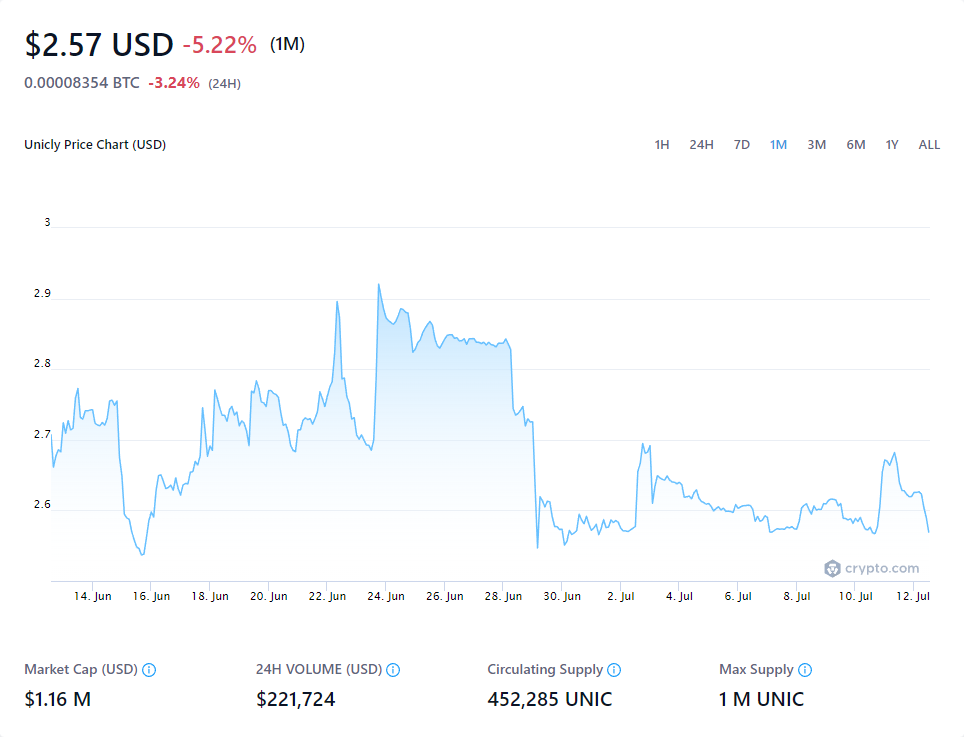 $2.57 USD -5.22% (1M)
0.00008354 BTC -3.24% (24H)
Unicly Price Chart (USD) 1H 24H 7D 1M 3M 6M 1Y ALL
3
2.9
2.8
2.7
2.6
crypto.com
14. Jun 16. Jun 18. Jun 20. Jun 22. Jun 24. Jun 26. Jun 28. Jun 30. Jun 2. Jul 4. Jul 6. Jul 8. Jul 10. Jul 12. Jul
Market Cap (USD) 24H VOLUME (USD) Circulating Supply Max Supply
$1.16 M $221,724 452,285 UNIC 1 M UNIC